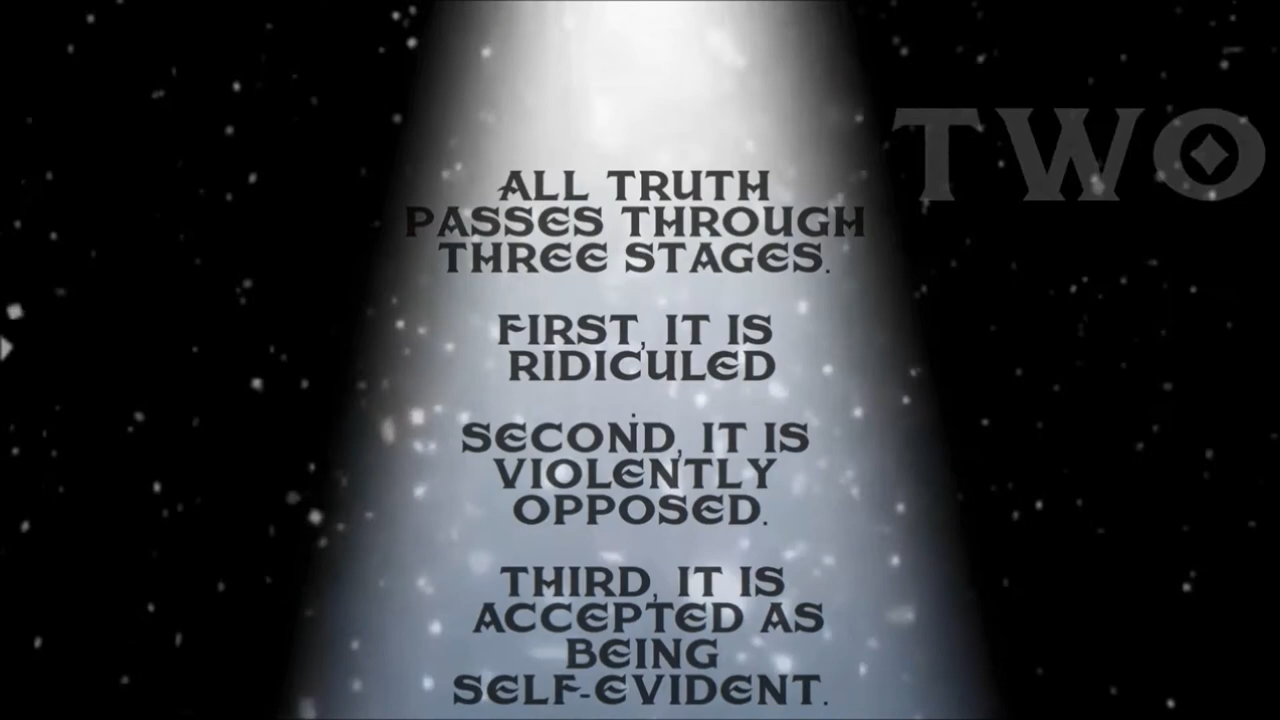 TWO
ALL TRUTH
PASSES THROUGH
THREE STAGES.
FIRST, IT IS
RIDICULED
.
SECOND, IT IS
VIOLENTLY
OPPOSED.
THIRD, IT IS
ACCEPTED AS
BEING
SELF-EVIDENT.